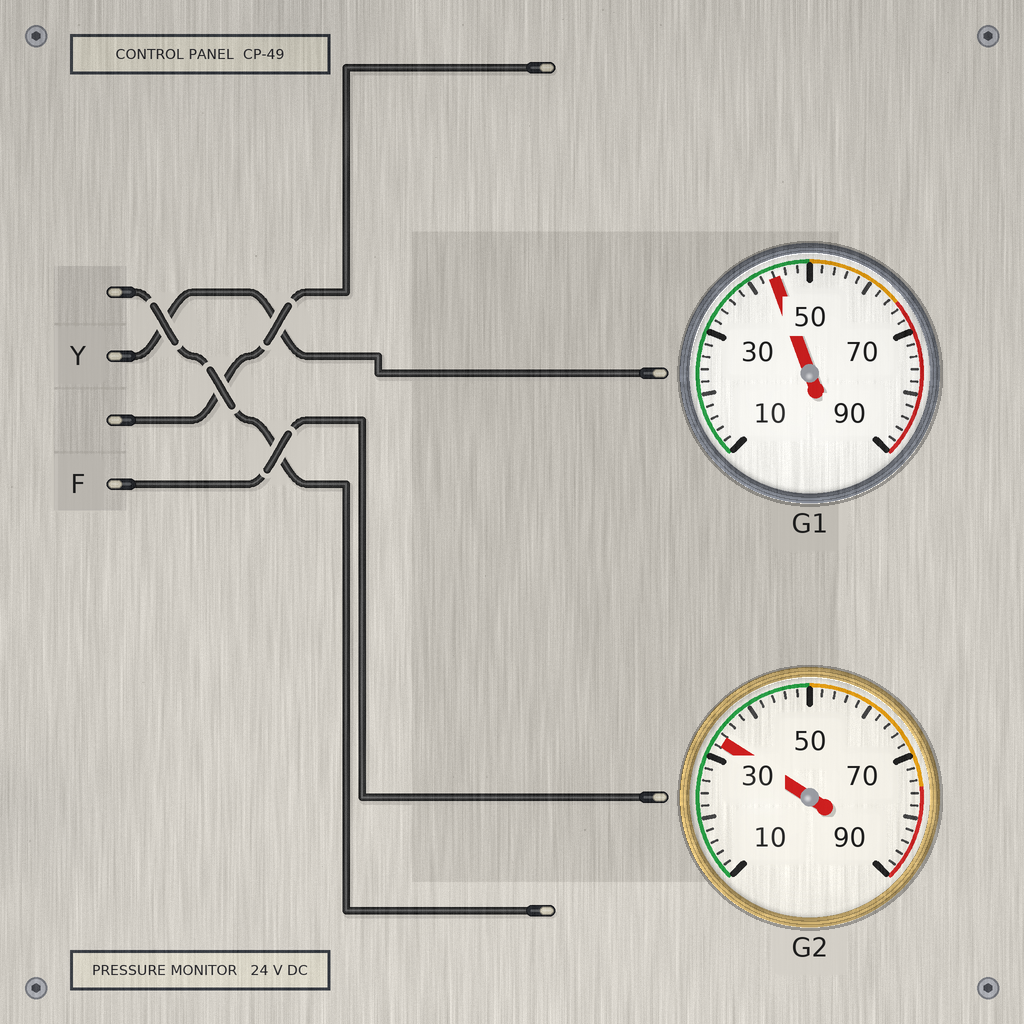 CONTROL PANEL CP-49
50
30
70
Y
10
90
F
G1
50
30
70
10
90
G2
PRESSURE MONITOR 24 V DC